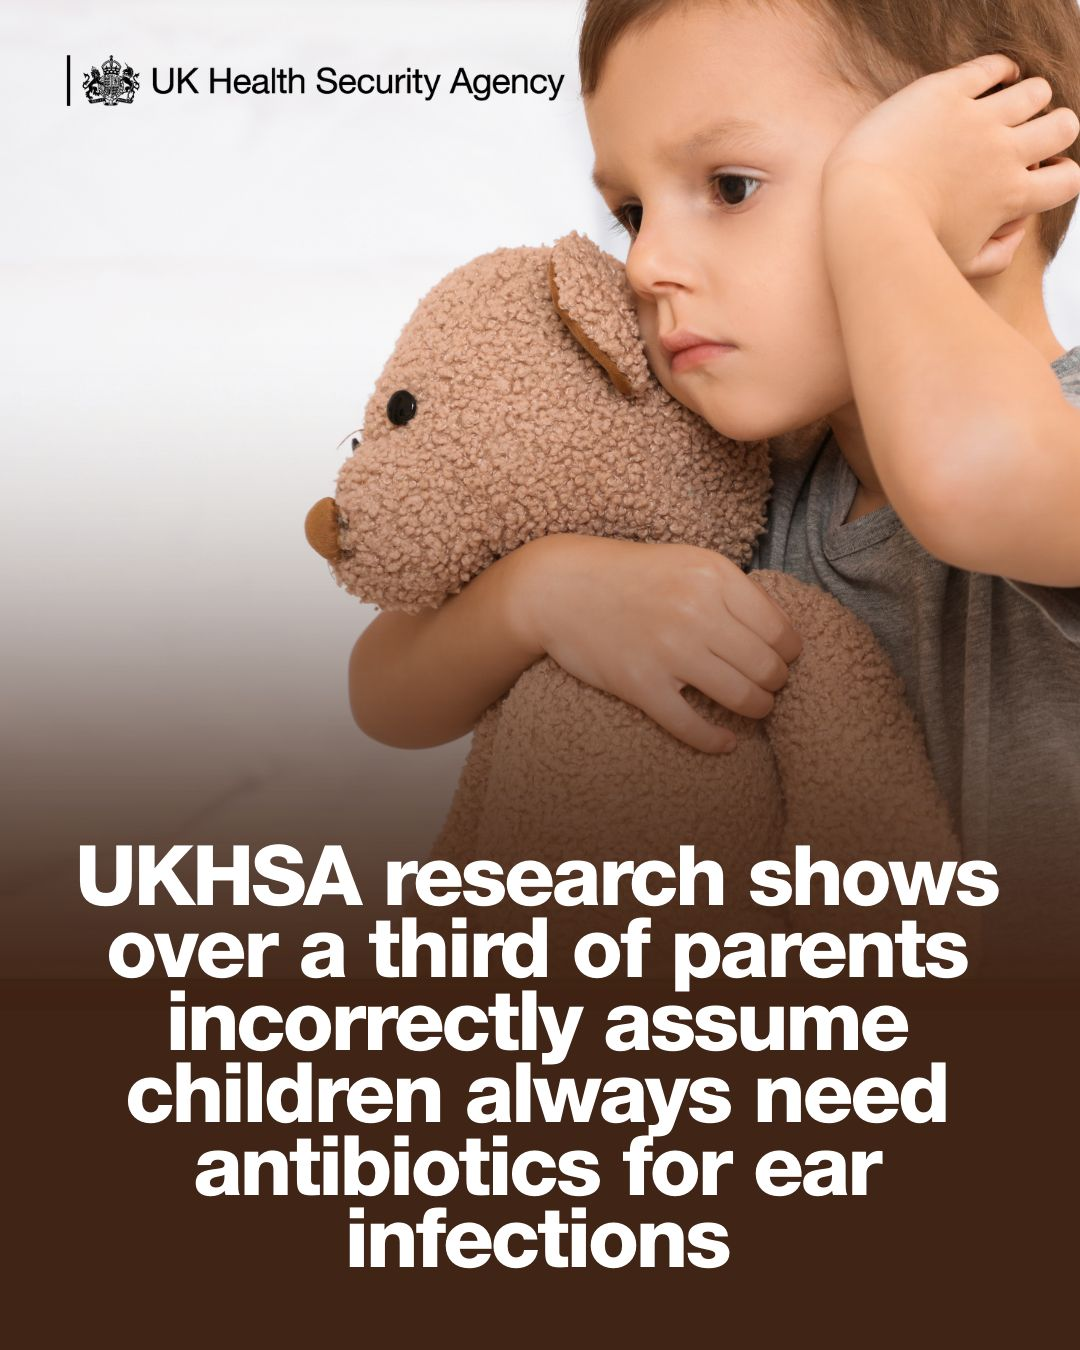 UK Health Security Agency
UKHSA research shows
over a third of parents
incorrectly assume
children always need
antibiotics for ear
infections